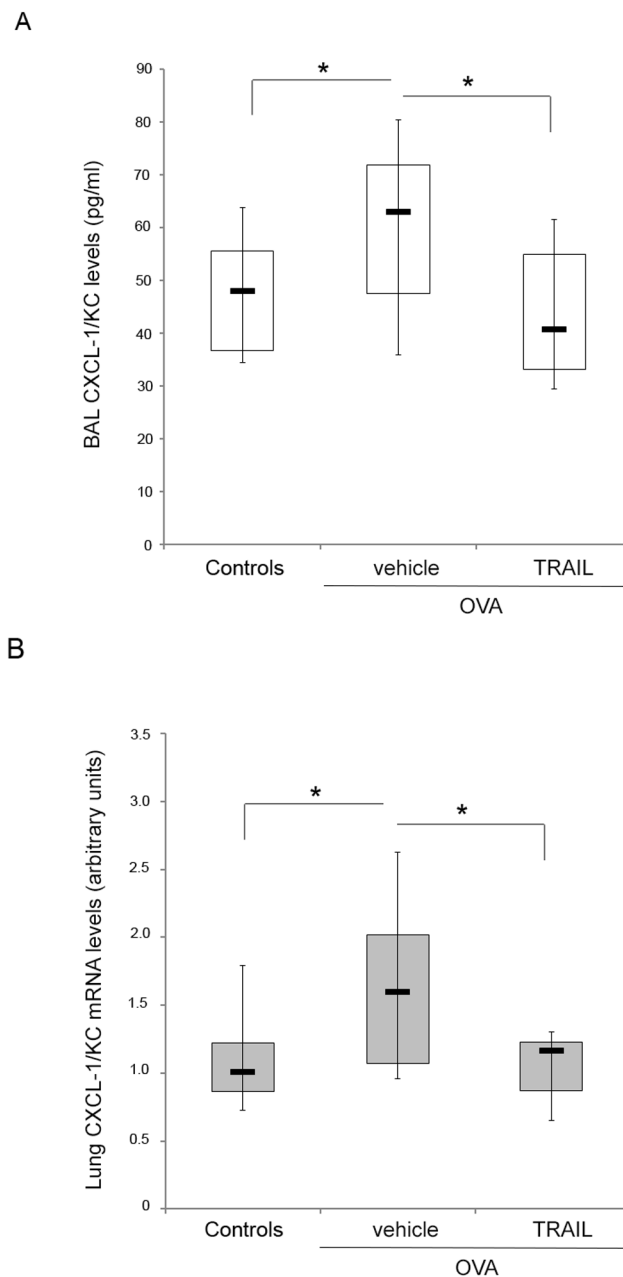 A
*
*
90
80
70
60
50
40
30
20
10
0
BAL CXCL-1/KC levels (pg/ml)
Controls vehicle TRAIL
OVA
B
*
*
3.5
3.0
2.5
2.0
1.5
1.0
0.5
0
Lung CXCL-1/KC mRNA levels (arbitrary units)
Controls vehicle TRAIL
OVA